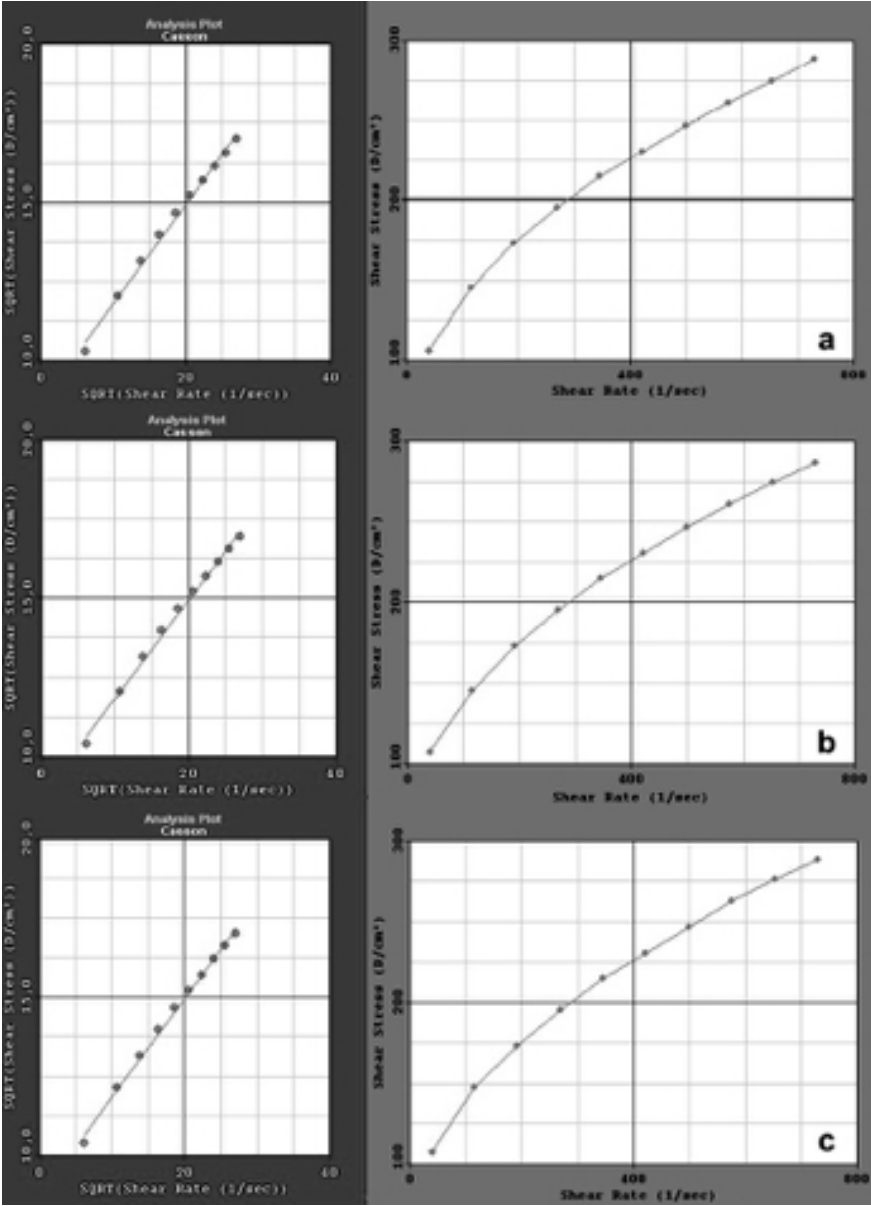 Analysis Plot
Casson
20,0
15,0
10,0
SQRT(Shear Stress (D/cm²))
0 20 40
SQRT(Shear Rate (1/sec))
300
200
100
Shear Stress (D/cm²)
0 400 800
Shear Rate (1/sec)
a
Analysis Plot
Casson
20,0
15,0
10,0
SQRT(Shear Stress (D/cm²))
0 20 40
SQRT(Shear Rate (1/sec))
300
200
100
Shear Stress (D/cm²)
0 400 800
Shear Rate (1/sec)
b
Analysis Plot
Casson
20,0
15,0
10,0
SQRT(Shear Stress (D/cm²))
0 20 40
SQRT(Shear Rate (1/sec))
300
200
100
Shear Stress (D/cm²)
0 400 800
Shear Rate (1/sec)
c